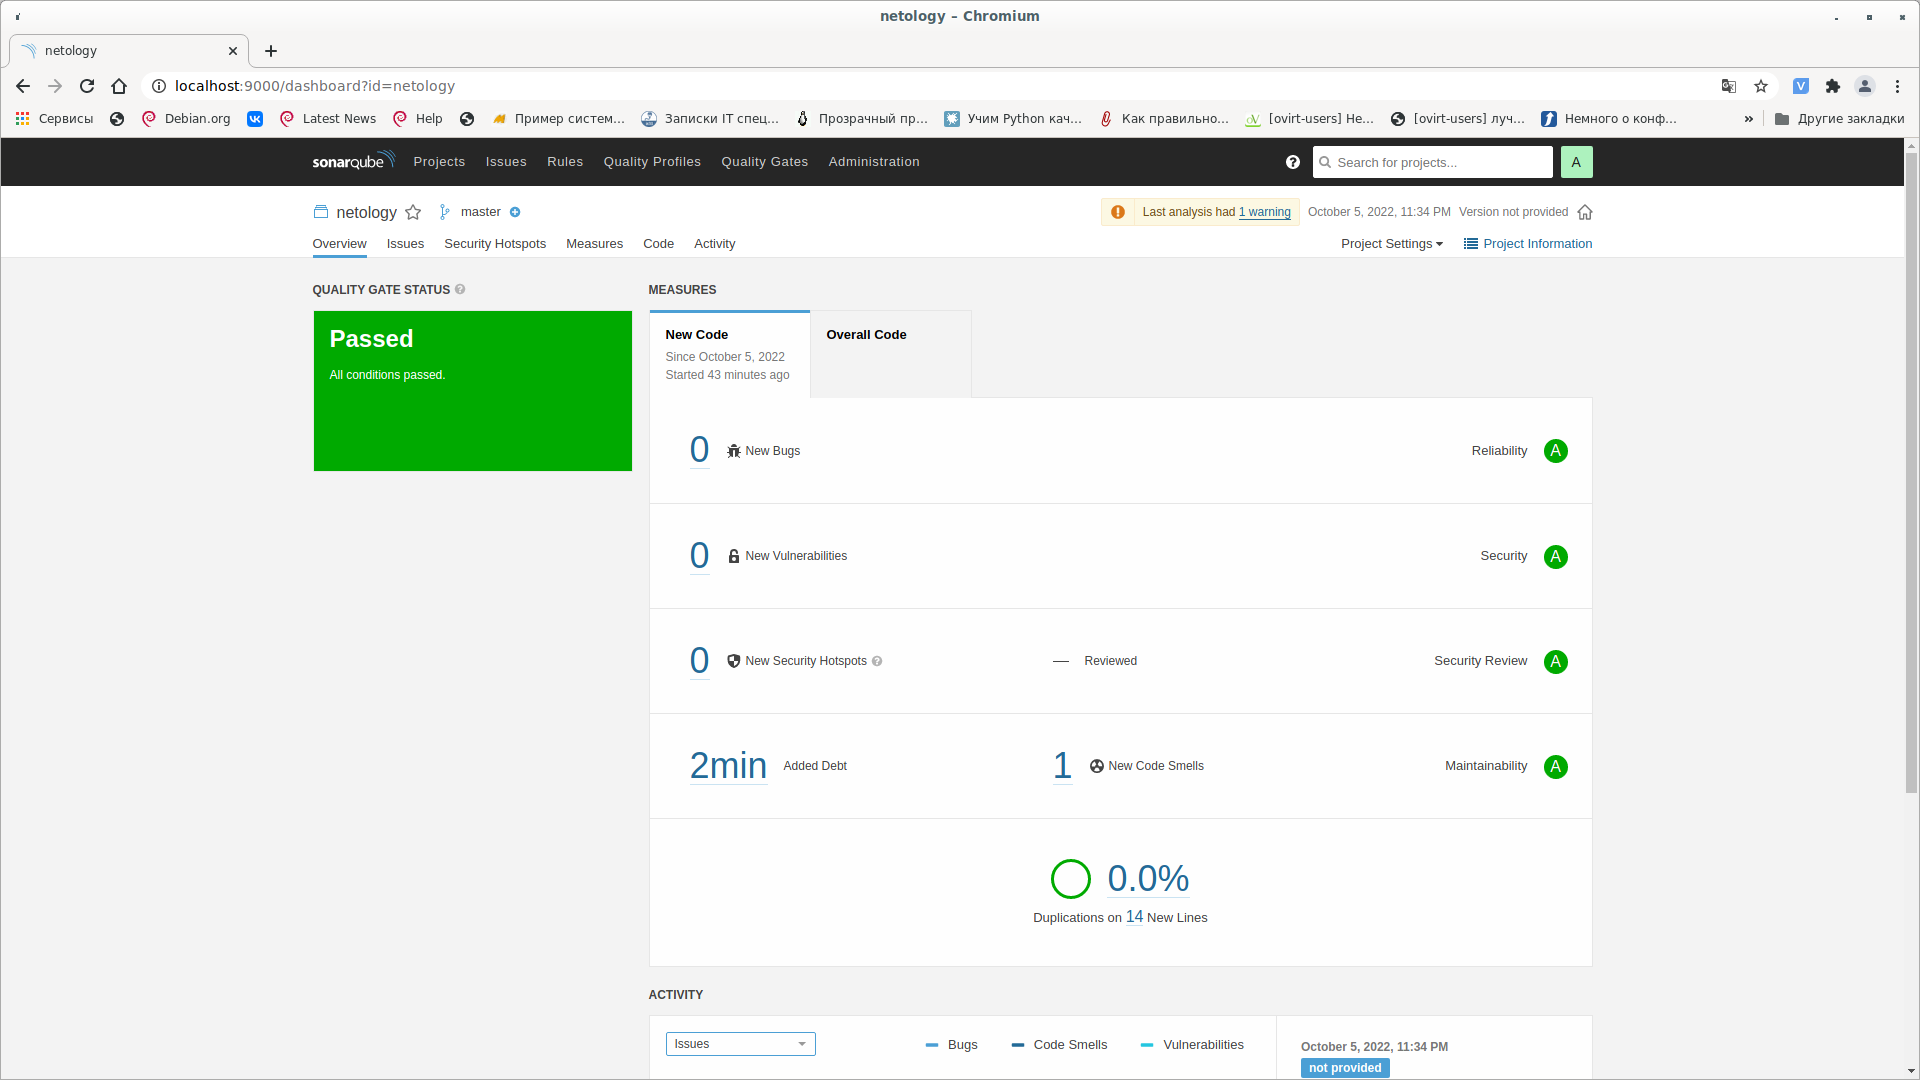 netology – Chromium
netology
localhost:9000/dashboard?id=netology
Сервисы Debian.org Latest News Help Пример систем... Записки IT спец... Прозрачный пр... Учим Python кач... Как правильно... [ovirt-users] Не... [ovirt-users] луч... Немного о конф... » Другие закладки
sonarqube Projects Issues Rules Quality Profiles Quality Gates Administration Search for projects... A
netology master Last analysis had 1 warning October 5, 2022, 11:34 PM Version not provided
Overview Issues Security Hotspots Measures Code Activity Project Settings Project Information
QUALITY GATE STATUS MEASURES
Passed
All conditions passed.
New Code Overall Code
Since October 5, 2022
Started 43 minutes ago
0 New Bugs Reliability A
0 New Vulnerabilities Security A
0 New Security Hotspots — Reviewed Security Review A
2min Added Debt 1 New Code Smells Maintainability A
0.0%
Duplications on 14 New Lines
ACTIVITY
Issues Bugs Code Smells Vulnerabilities October 5, 2022, 11:34 PM
not provided